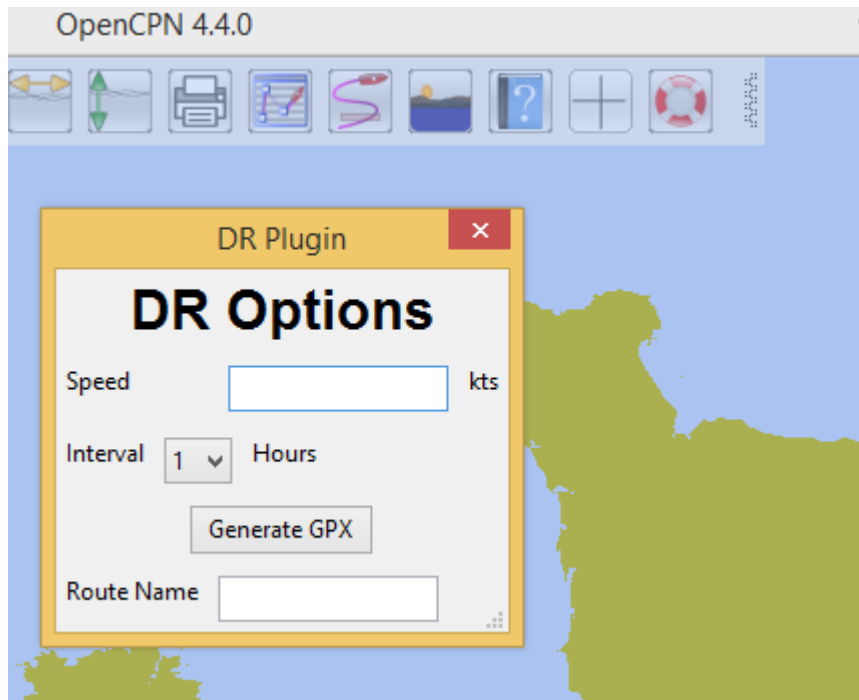 OpenCPN 4.4.0
?
DR Plugin
DR Options
Speed kts
Interval 1 Hours
Generate GPX
Route Name